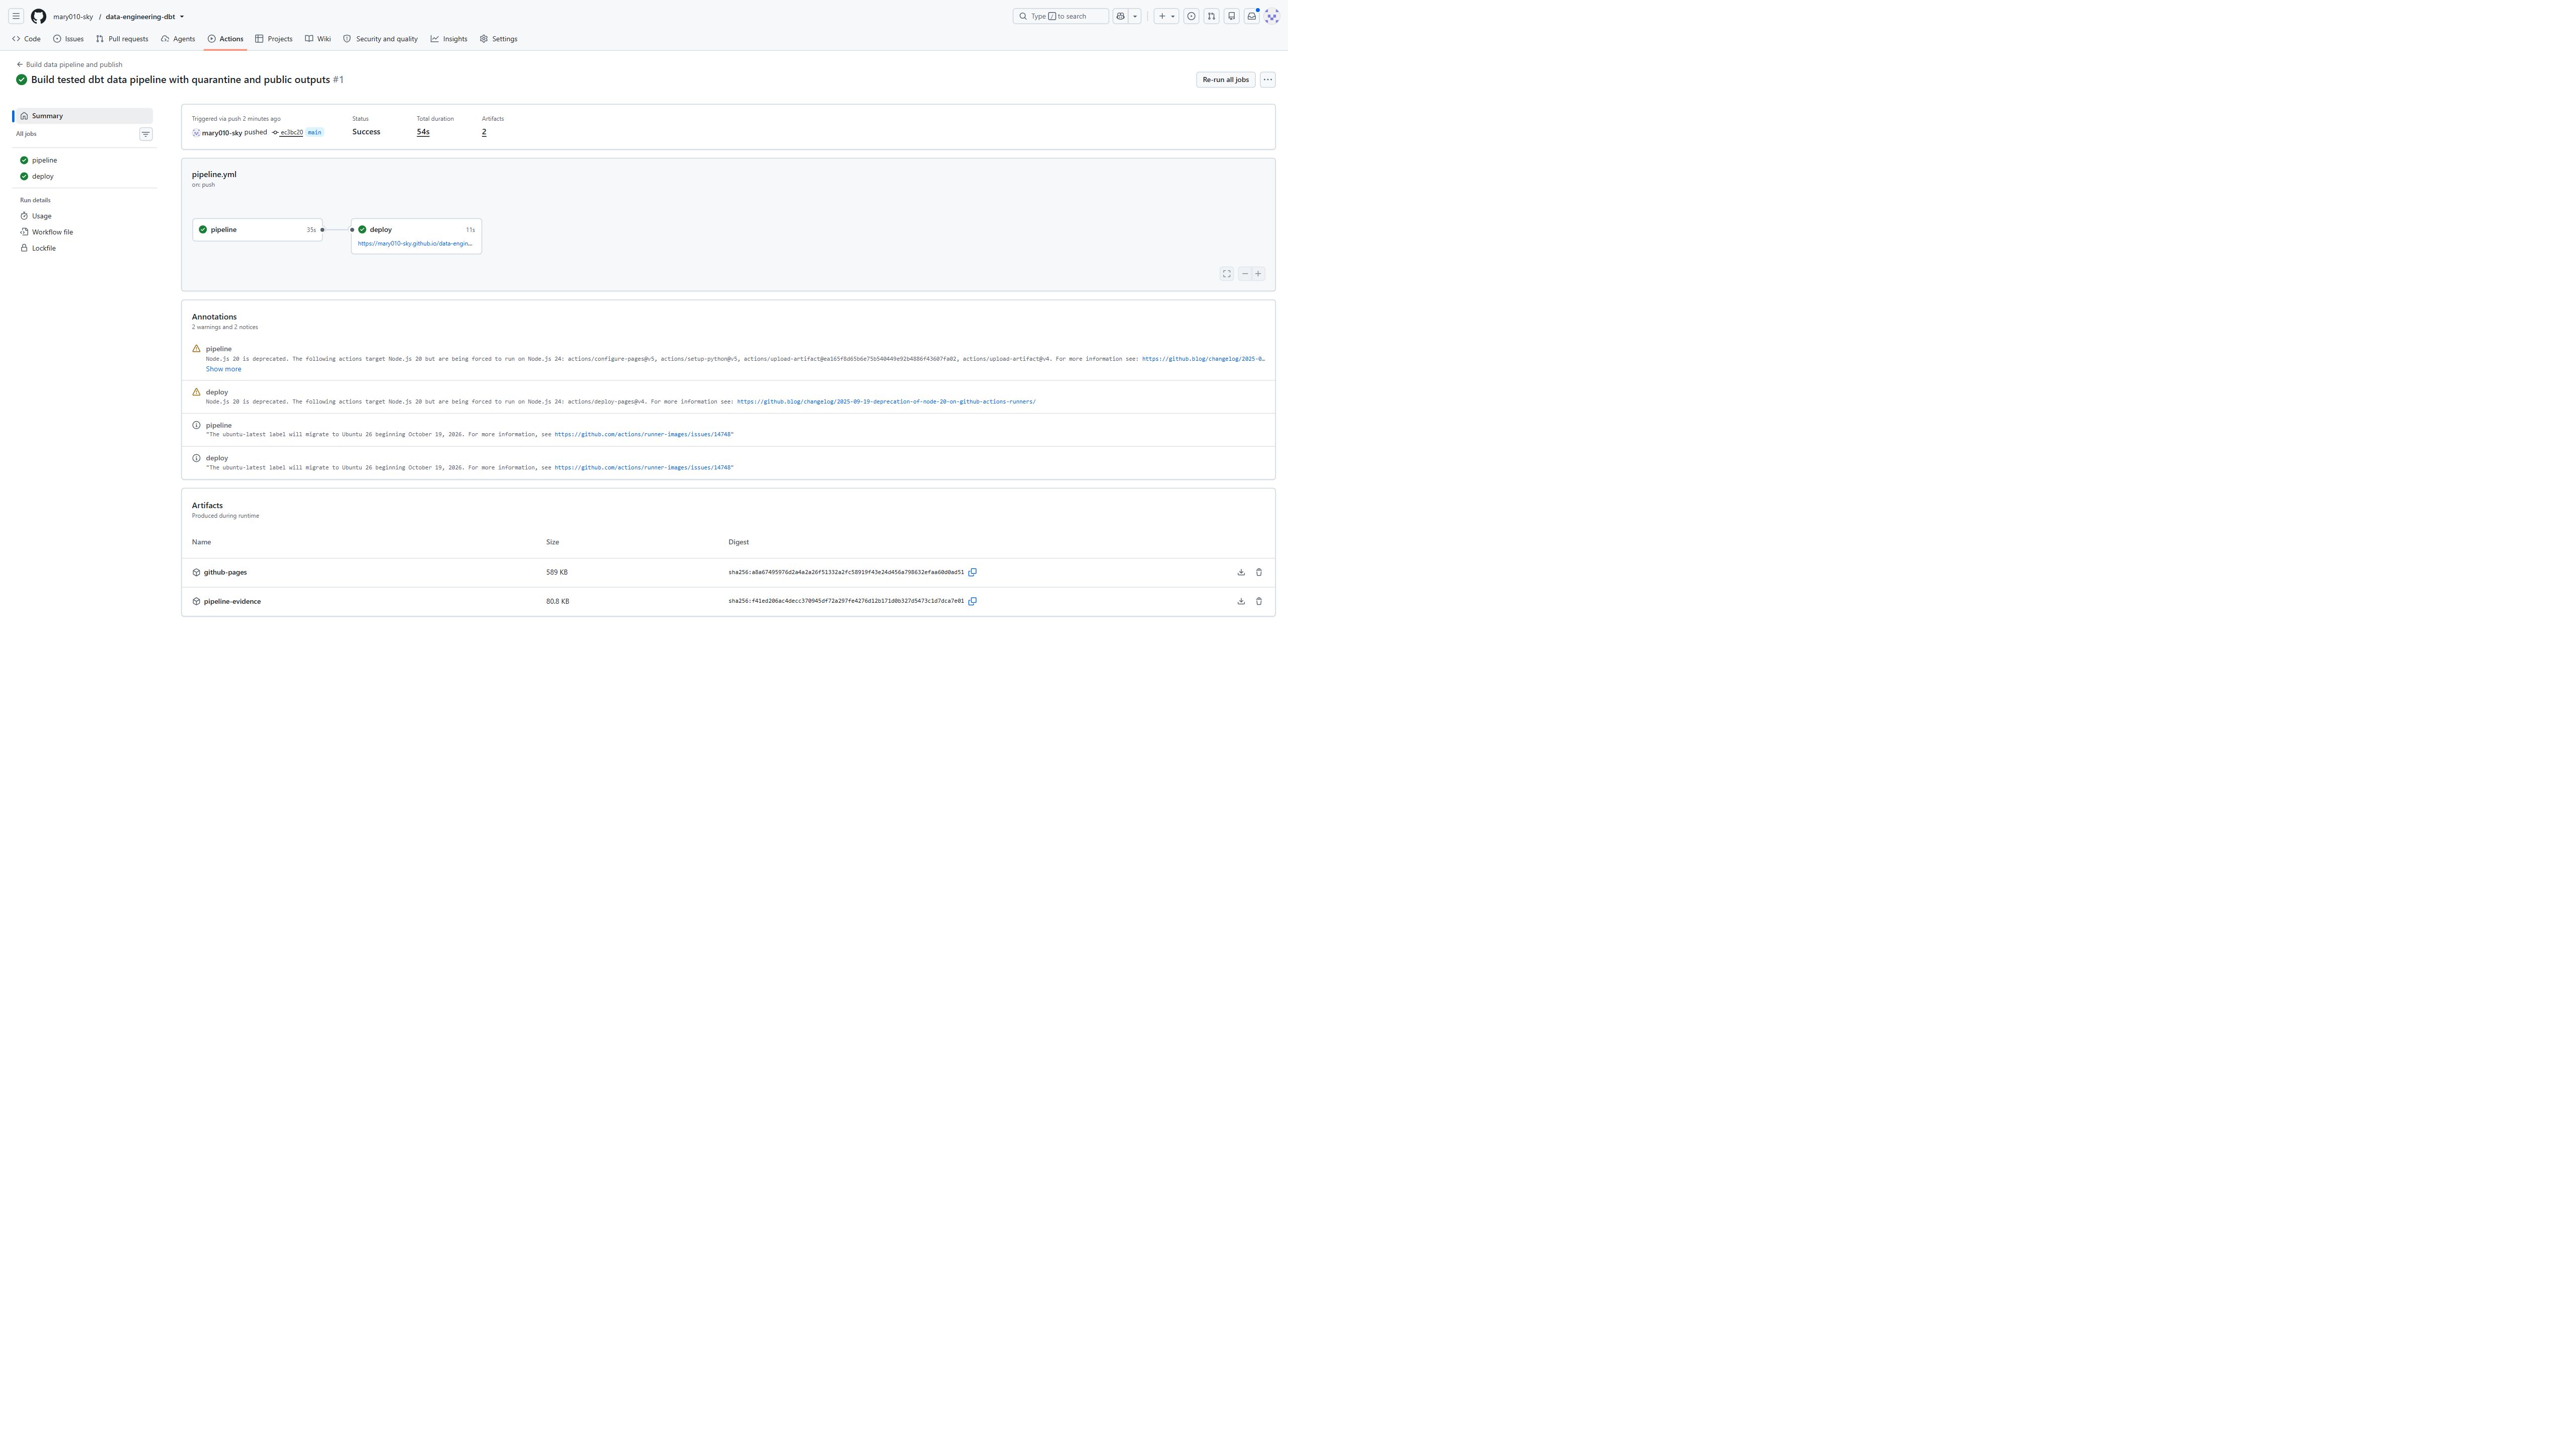 mary010-sky / data-engineering-dbt
Type / to search
Code Issues Pull requests Agents Actions Projects Wiki Security and quality Insights Settings
Build data pipeline and publish
Build tested dbt data pipeline with quarantine and public outputs #1
Re-run all jobs
Summary
All jobs
pipeline
deploy
Run details
Usage
Workflow file
Lockfile
Triggered via push 2 minutes ago
mary010-sky pushed ec3bc20 main
Status
Success
Total duration
54s
Artifacts
2
pipeline.yml
on: push
pipeline 35s
deploy 11s
https://mary010-sky.github.io/data-engin...
Annotations
2 warnings and 2 notices
pipeline
Node.js 20 is deprecated. The following actions target Node.js 20 but are being forced to run on Node.js 24: actions/configure-pages@v5, actions/setup-python@v5, actions/upload-artifact@ea165f8d65b6e75b540449e92b4886f43607fa02, actions/upload-artifact@v4. For more information see: https://github.blog/changelog/2025-0…
Show more
deploy
Node.js 20 is deprecated. The following actions target Node.js 20 but are being forced to run on Node.js 24: actions/deploy-pages@v4. For more information see: https://github.blog/changelog/2025-09-19-deprecation-of-node-20-on-github-actions-runners/
pipeline
"The ubuntu-latest label will migrate to Ubuntu 26 beginning October 19, 2026. For more information, see https://github.com/actions/runner-images/issues/14748"
deploy
"The ubuntu-latest label will migrate to Ubuntu 26 beginning October 19, 2026. For more information, see https://github.com/actions/runner-images/issues/14748"
Artifacts
Produced during runtime
Name Size Digest
github-pages 589 KB sha256:a8a67495976d2a4a2a26f51332a2fc58919f43e24d456a798632efaa60d0ad51
pipeline-evidence 80.8 KB sha256:f41ed206ac4decc370945df72a297fe4276d12b171d0b327d5473c1d7dca7e01